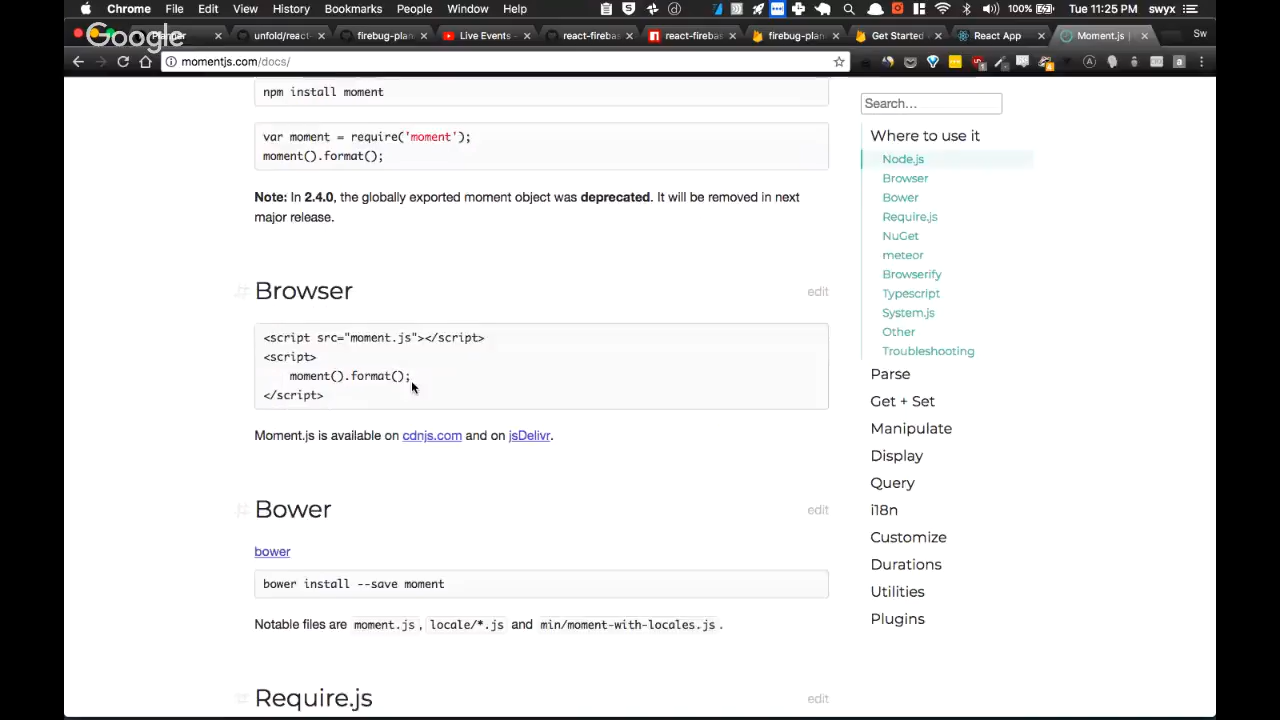 Chrome File Edit View History Bookmarks People Window Help 100% Tue 11:25 PM swyx
Google
unfold/react- firebug-plan Live Events - react-firebas react-firebas firebug-plan Get Started React App Moment.js | Sw
momentjs.com/docs/
npm install moment
var moment = require('moment');
moment().format();
Note: In 2.4.0, the globally exported moment object was deprecated. It will be removed in next
major release.
Browser edit
<script src="moment.js"></script>
<script>
moment().format();
</script>
Moment.js is available on cdnjs.com and on jsDelivr.
Bower edit
bower
bower install --save moment
Notable files are moment.js, locale/*.js and min/moment-with-locales.js.
Require.js edit
Search...
Where to use it
Node.js
Browser
Bower
Require.js
NuGet
meteor
Browserify
Typescript
System.js
Other
Troubleshooting
Parse
Get + Set
Manipulate
Display
Query
i18n
Customize
Durations
Utilities
Plugins